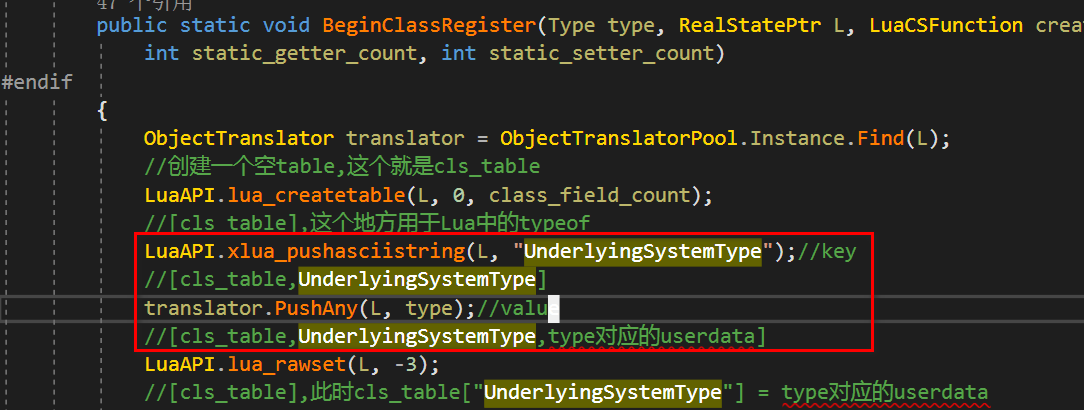 47 个引用
public static void BeginClassRegister(Type type, RealStatePtr L, LuaCSFunction crea
int static_getter_count, int static_setter_count)
#endif
{
ObjectTranslator translator = ObjectTranslatorPool.Instance.Find(L);
//创建一个空table,这个就是cls_table
LuaAPI.lua_createtable(L, 0, class_field_count);
//[cls_table],这个地方用于Lua中的typeof
LuaAPI.xlua_pushasciistring(L, "UnderlyingSystemType");//key
//[cls_table,UnderlyingSystemType]
translator.PushAny(L, type);//value
//[cls_table,UnderlyingSystemType,type对应的userdata]
LuaAPI.lua_rawset(L, -3);
//[cls_table],此时cls_table["UnderlyingSystemType"] = type对应的userdata